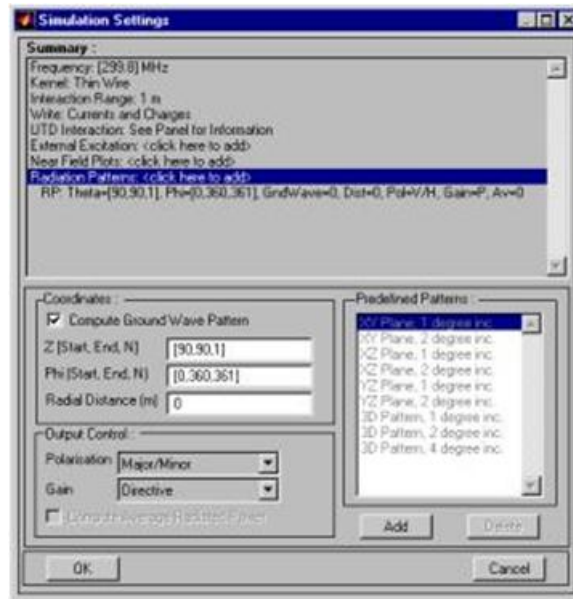 Simulation Settings
Summary :
Frequency: [299.8] MHz
Kernel: Thin Wire
Interaction Range: 1 m
Write: Currents and Charges
UTD Interaction: See Panel for Information
External Excitation: <click here to add>
Near Field Plots: <click here to add>
Radiation Patterns: <click here to add>
RP: Theta=[90,90,1], Phi=[0,360,361], GndWave=0, Dist=0, Pol=V/H, Gain=P, Av=0
Coordinates :
Compute Ground Wave Pattern
Z [Start, End, N] [90,90,1]
Phi (Start, End, N) [0,360,361]
Radial Distance (m) 0
Output Control :
Polarisation Major/Minor
Gain Directive
Compute Average Radiated Power
Predefined Patterns :
XY Plane, 1 degree inc.
XY Plane, 2 degree inc.
XZ Plane, 1 degree inc.
XZ Plane, 2 degree inc.
YZ Plane, 1 degree inc.
YZ Plane, 2 degree inc.
3D Pattern, 1 degree inc.
3D Pattern, 2 degree inc.
3D Pattern, 4 degree inc.
Add Delete
OK Cancel